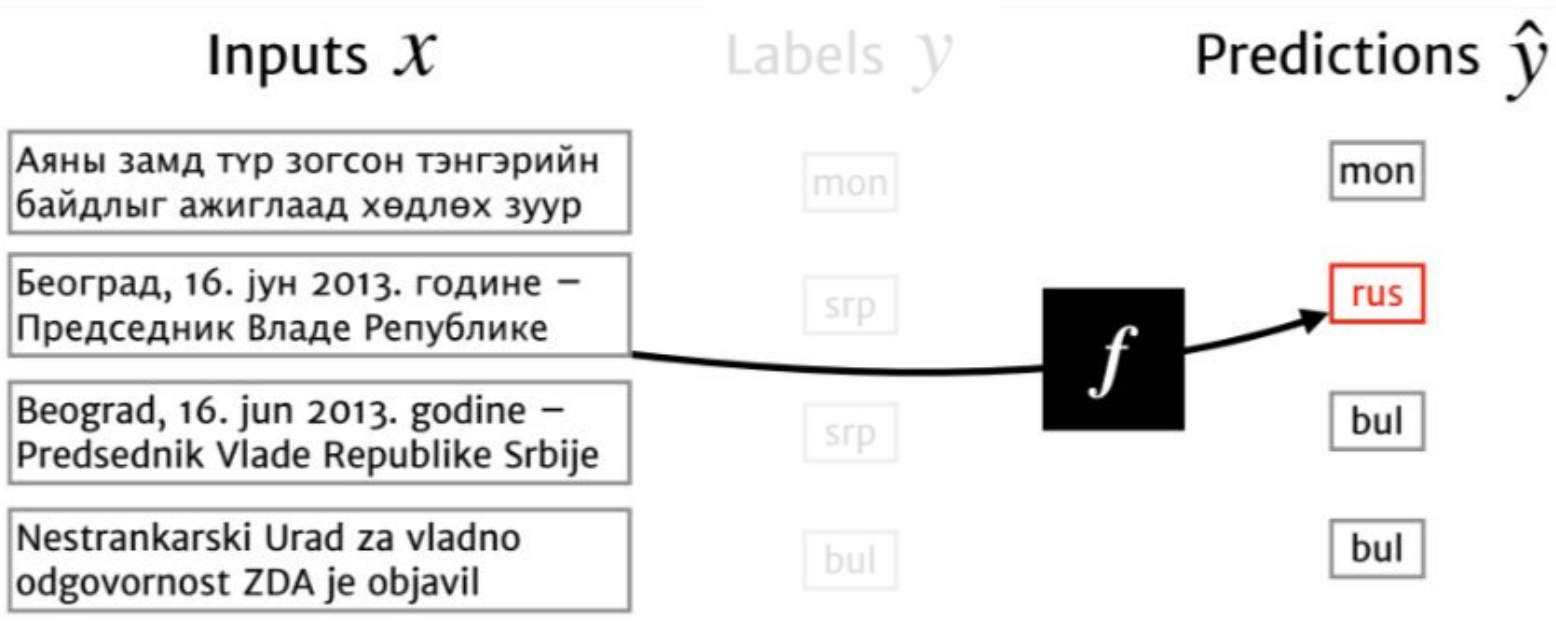 Inputs x
Labels y
Predictions ŷ
Аяны замд түр зогсон тэнгэрийн
байдлыг ажиглаад хөдлөх зуур
mon
mon
Београд, 16. јун 2013. године –
Председник Владе Републике
srp
f
rus
Beograd, 16. jun 2013. godine –
Predsednik Vlade Republike Srbije
srp
bul
Nestrankarski Urad za vladno
odgovornost ZDA je objavil
bul
bul